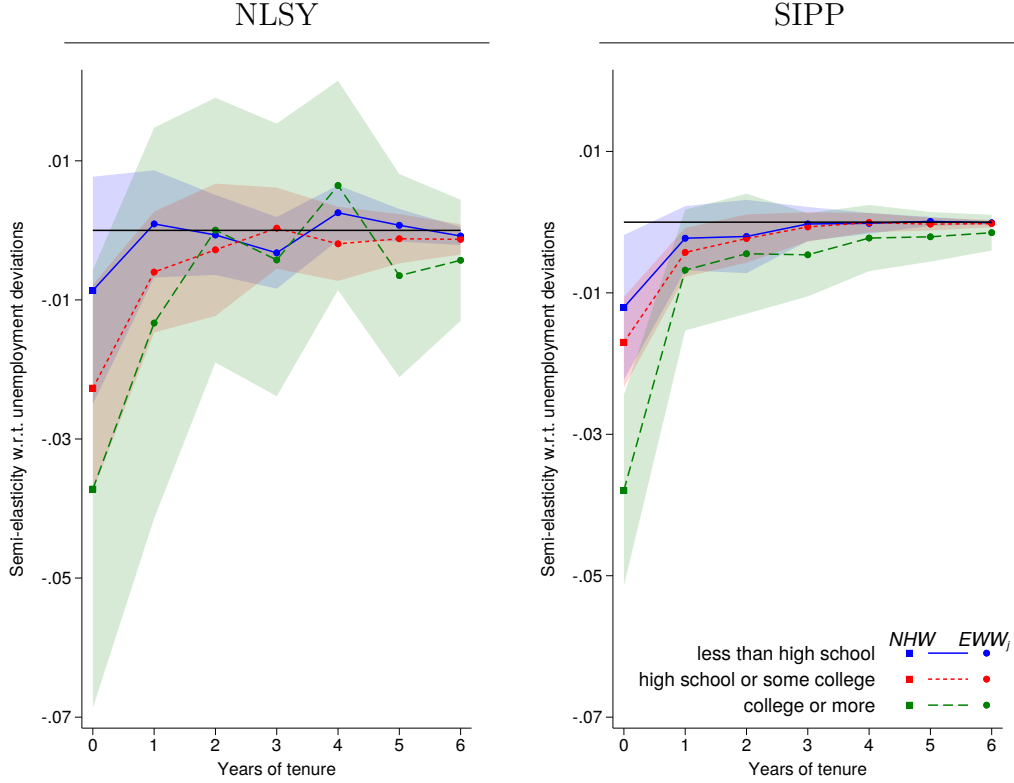 NLSY
SIPP
Semi-elasticity w.r.t. unemployment deviations
.01
-.01
-.03
-.05
-.07
0 1 2 3 4 5 6
Years of tenure
Semi-elasticity w.r.t. unemployment deviations
.01
-.01
-.03
-.05
-.07
NHW EWWj
less than high school
high school or some college
college or more
0 1 2 3 4 5 6
Years of tenure